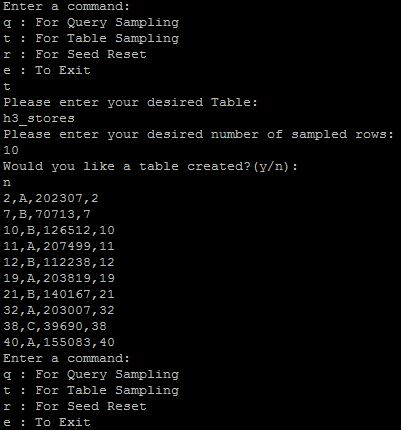 Enter a command:
q : For Query Sampling
t : For Table Sampling
r : For Seed Reset
e : To Exit
t
Please enter your desired Table:
h3_stores
Please enter your desired number of sampled rows:
10
Would you like a table created?(y/n):
n
2,A,202307,2
7,B,70713,7
10,B,126512,10
11,A,207499,11
12,B,112238,12
19,A,203819,19
21,B,140167,21
32,A,203007,32
38,C,39690,38
40,A,155083,40
Enter a command:
q : For Query Sampling
t : For Table Sampling
r : For Seed Reset
e : To Exit